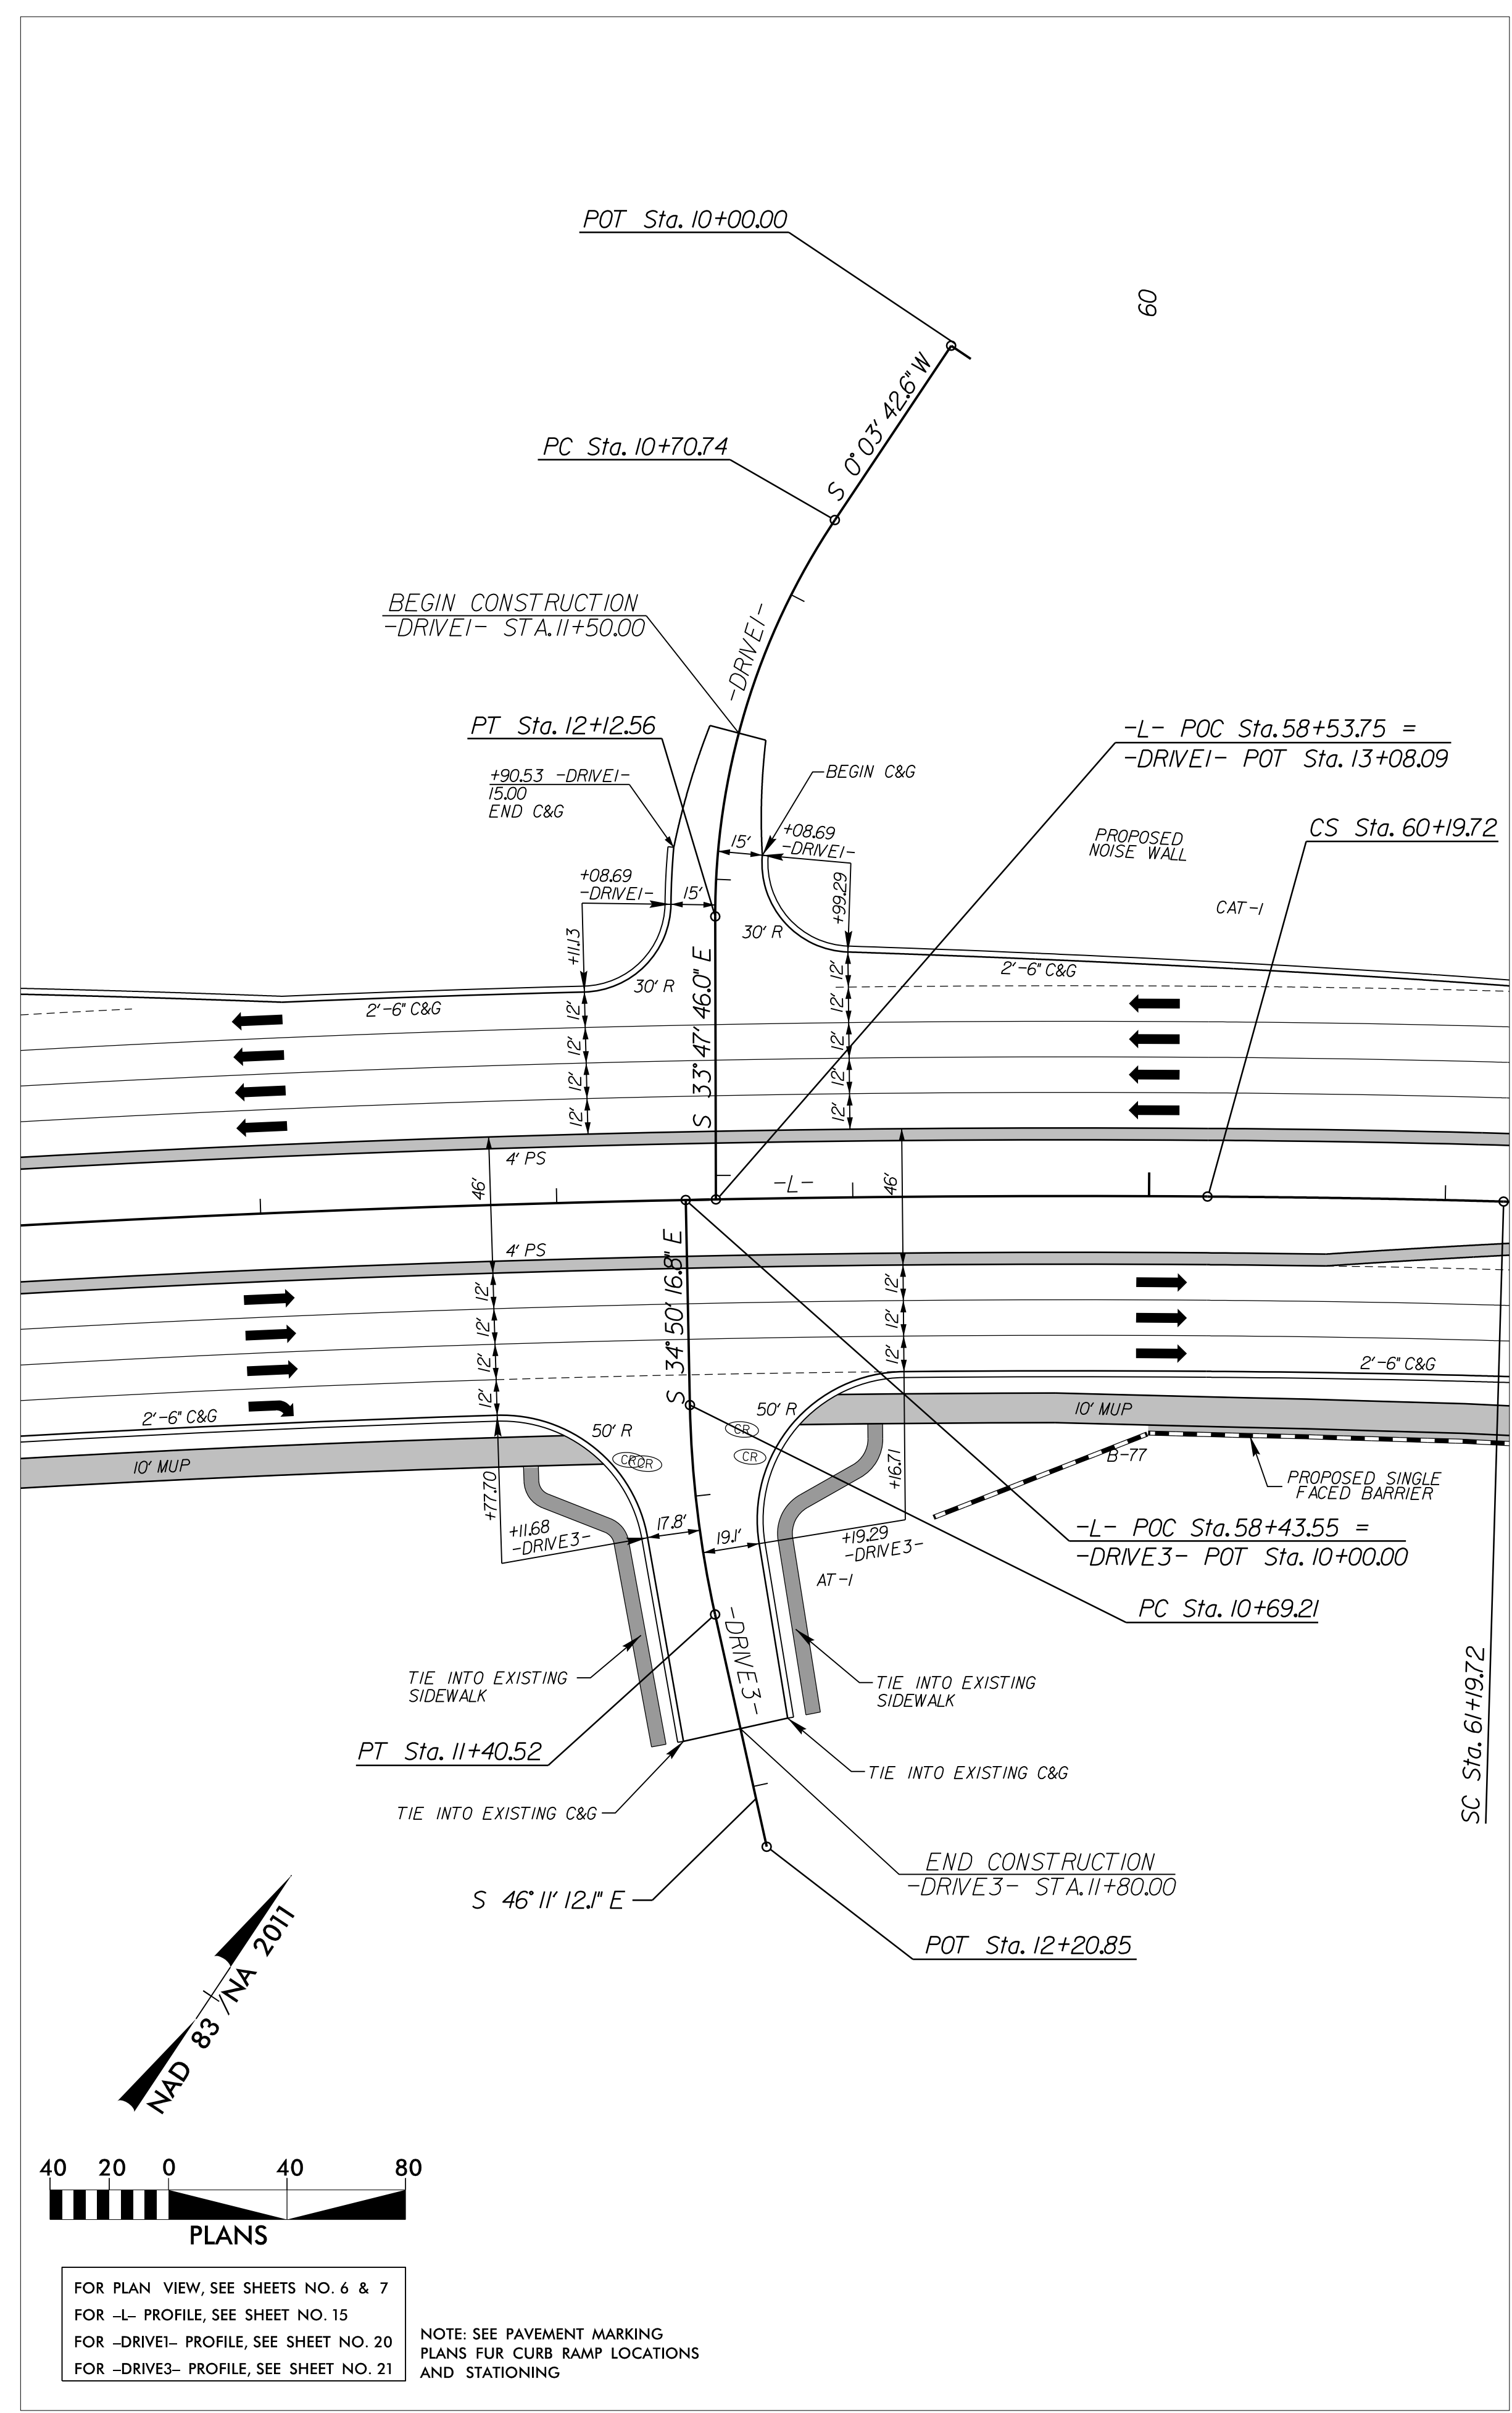 POT Sta. 10+00.00
60
S 0° 03' 42.6" W
PC Sta. 10+70.74
BEGIN CONSTRUCTION
-DRIVE1- STA. 11+50.00
-DRIVE1-
PT Sta. 12+12.56
-L- POC Sta. 58+53.75 =
-DRIVE1- POT Sta. 13+08.09
+90.53 -DRIVE1-
15.00
END C&G
BEGIN C&G
CS Sta. 60+19.72
PROPOSED
NOISE WALL
15'
+08.69
-DRIVE1-
+08.69
-DRIVE1-
15'
+99.29
CAT-1
30' R
+11.13
30' R
S 33° 47' 46.0" E
2'-6" C&G
2'-6" C&G
12'
12'
12'
12'
12'
12'
12'
12'
12'
4' PS
-L-
46'
46'
4' PS
S 34° 50' 16.8" E
12'
12'
12'
12'
12'
12'
12'
2'-6" C&G
2'-6" C&G
50' R
50' R
10' MUP
10' MUP
CR
CR
CR
CR
B-77
PROPOSED SINGLE
FACED BARRIER
+77.70
+16.71
+11.68
-DRIVE3-
17.8'
19.1'
+19.29
-DRIVE3-
AT-1
-L- POC Sta. 58+43.55 =
-DRIVE3- POT Sta. 10+00.00
PC Sta. 10+69.21
-DRIVE3-
TIE INTO EXISTING
SIDEWALK
TIE INTO EXISTING
SIDEWALK
SC Sta. 61+19.72
PT Sta. 11+40.52
TIE INTO EXISTING C&G
TIE INTO EXISTING C&G
END CONSTRUCTION
-DRIVE3- STA. 11+80.00
S 46° 11' 12.1" E
POT Sta. 12+20.85
NAD 83 /NA 2011
40 20 0 40 80
PLANS
FOR PLAN VIEW, SEE SHEETS NO. 6 & 7
FOR -L- PROFILE, SEE SHEET NO. 15
FOR -DRIVE1- PROFILE, SEE SHEET NO. 20
FOR -DRIVE3- PROFILE, SEE SHEET NO. 21
NOTE: SEE PAVEMENT MARKING
PLANS FUR CURB RAMP LOCATIONS
AND STATIONING